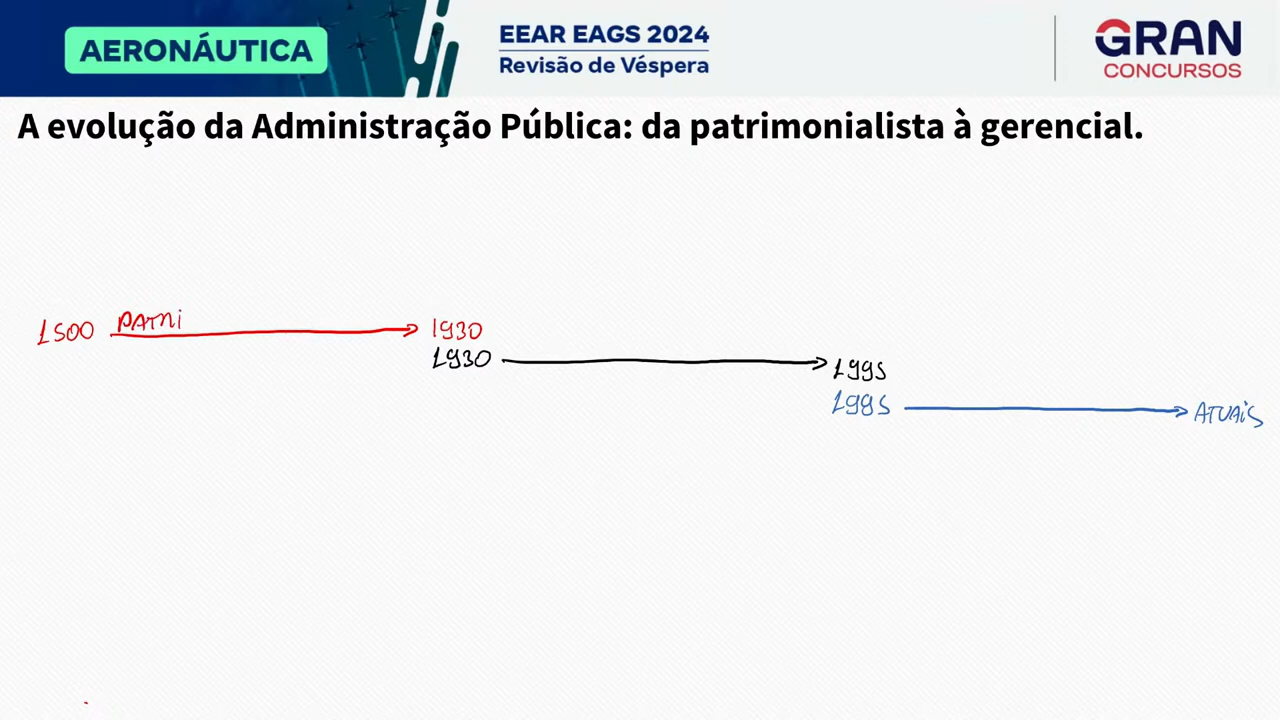 AERONÁUTICA
EEAR EAGS 2024
Revisão de Véspera
GRAN
CONCURSOS
A evolução da Administração Pública: da patrimonialista à gerencial.
1500 PATRI 1930
1930 1995
1995 ATUAIS